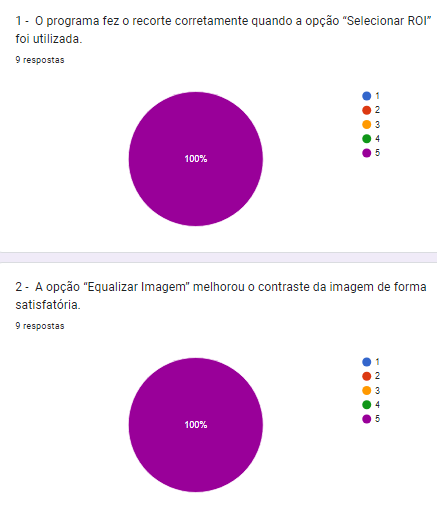 1 -  O programa fez o recorte corretamente quando a opção “Selecionar ROI”
foi utilizada.
9 respostas
1
2
3
4
5
100%
2 -  A opção “Equalizar Imagem” melhorou o contraste da imagem de forma
satisfatória.
9 respostas
1
2
3
4
5
100%